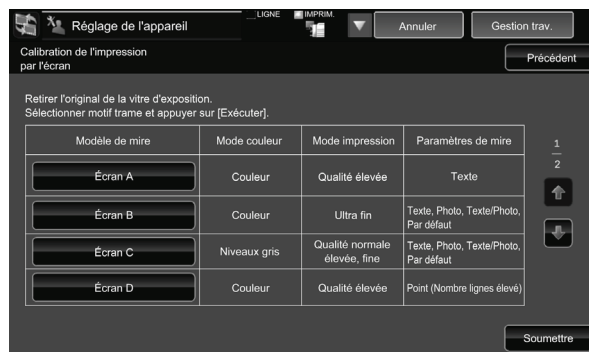 Réglage de l'appareil
LIGNE
IMPRIM.
Annuler
Gestion trav.
Calibration de l'impression
par l'écran
Précédent
Retirer l'original de la vitre d'exposition.
Sélectionner motif trame et appuyer sur [Exécuter].
Modèle de mire
Mode couleur
Mode impression
Paramètres de mire
Écran A
Couleur
Qualité élevée
Texte
Écran B
Couleur
Ultra fin
Texte, Photo, Texte/Photo,
Par défaut
Écran C
Niveaux gris
Qualité normale
élevée, fine
Texte, Photo, Texte/Photo,
Par défaut
Écran D
Couleur
Qualité élevée
Point (Nombre lignes élevé)
1
2
Soumettre